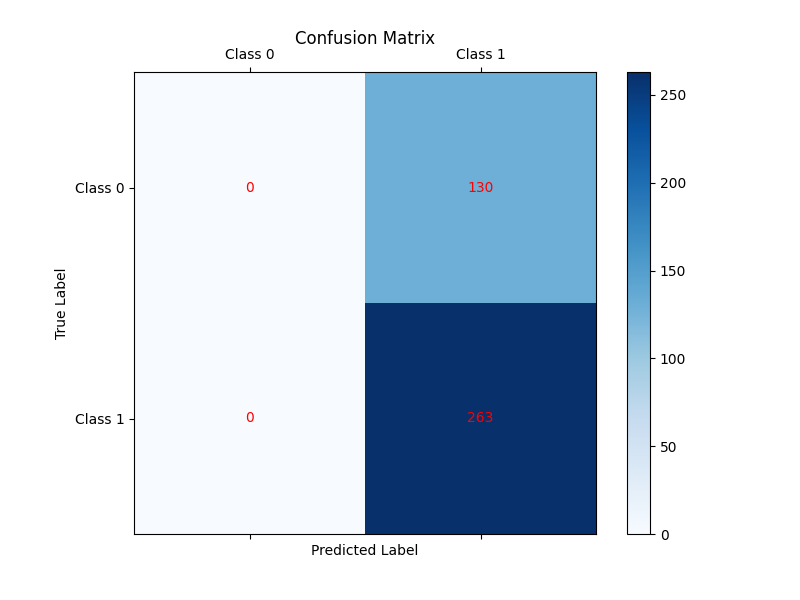 Confusion Matrix
Class 0 Class 1
Class 0 0 130
Class 1 0 263
True Label
Predicted Label
250
200
150
100
50
0